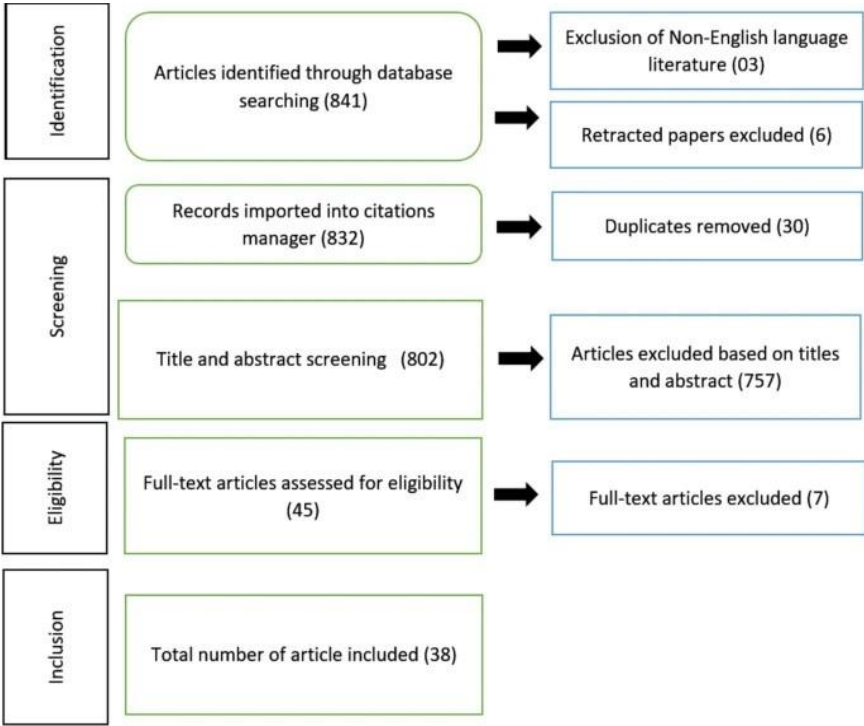 Identification
Articles identified through database
searching (841)
Exclusion of Non-English language
literature (03)
Retracted papers excluded (6)
Screening
Records imported into citations
manager (832)
Duplicates removed (30)
Title and abstract screening (802)
Articles excluded based on titles
and abstract (757)
Eligibility
Full-text articles assessed for eligibility
(45)
Full-text articles excluded (7)
Inclusion
Total number of article included (38)